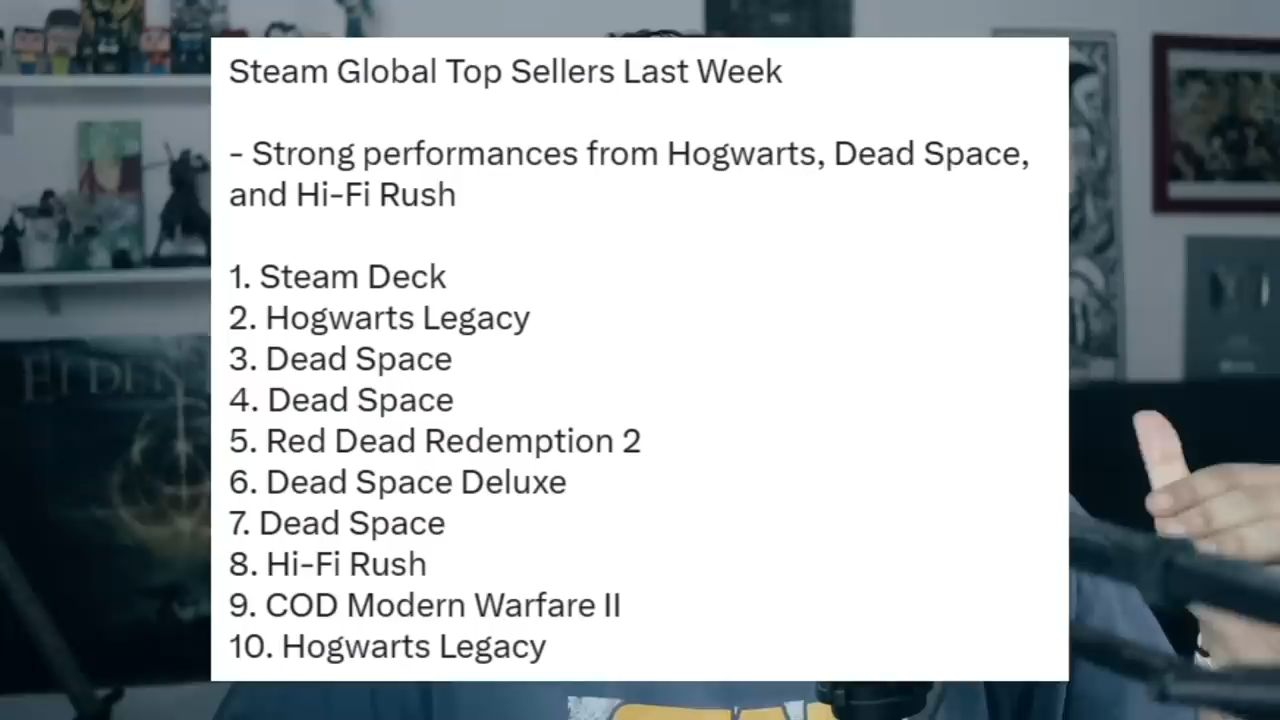 Steam Global Top Sellers Last Week
- Strong performances from Hogwarts, Dead Space,
and Hi-Fi Rush
1. Steam Deck
2. Hogwarts Legacy
3. Dead Space
4. Dead Space
5. Red Dead Redemption 2
6. Dead Space Deluxe
7. Dead Space
8. Hi-Fi Rush
9. COD Modern Warfare II
10. Hogwarts Legacy